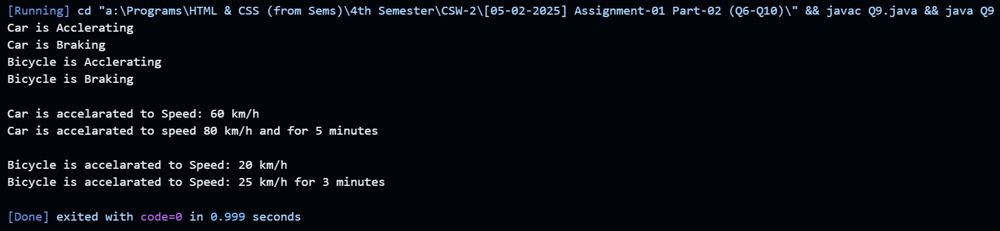 [Running] cd "a:\Programs\HTML & CSS (from Sems)\4th Semester\CSW-2\[05-02-2025] Assignment-01 Part-02 (Q6-Q10)\" && javac Q9.java && java Q9
Car is Acclerating
Car is Braking
Bicycle is Acclerating
Bicycle is Braking
Car is accelarated to Speed: 60 km/h
Car is accelarated to speed 80 km/h and for 5 minutes
Bicycle is accelarated to Speed: 20 km/h
Bicycle is accelarated to Speed: 25 km/h for 3 minutes
[Done] exited with code=0 in 0.999 seconds